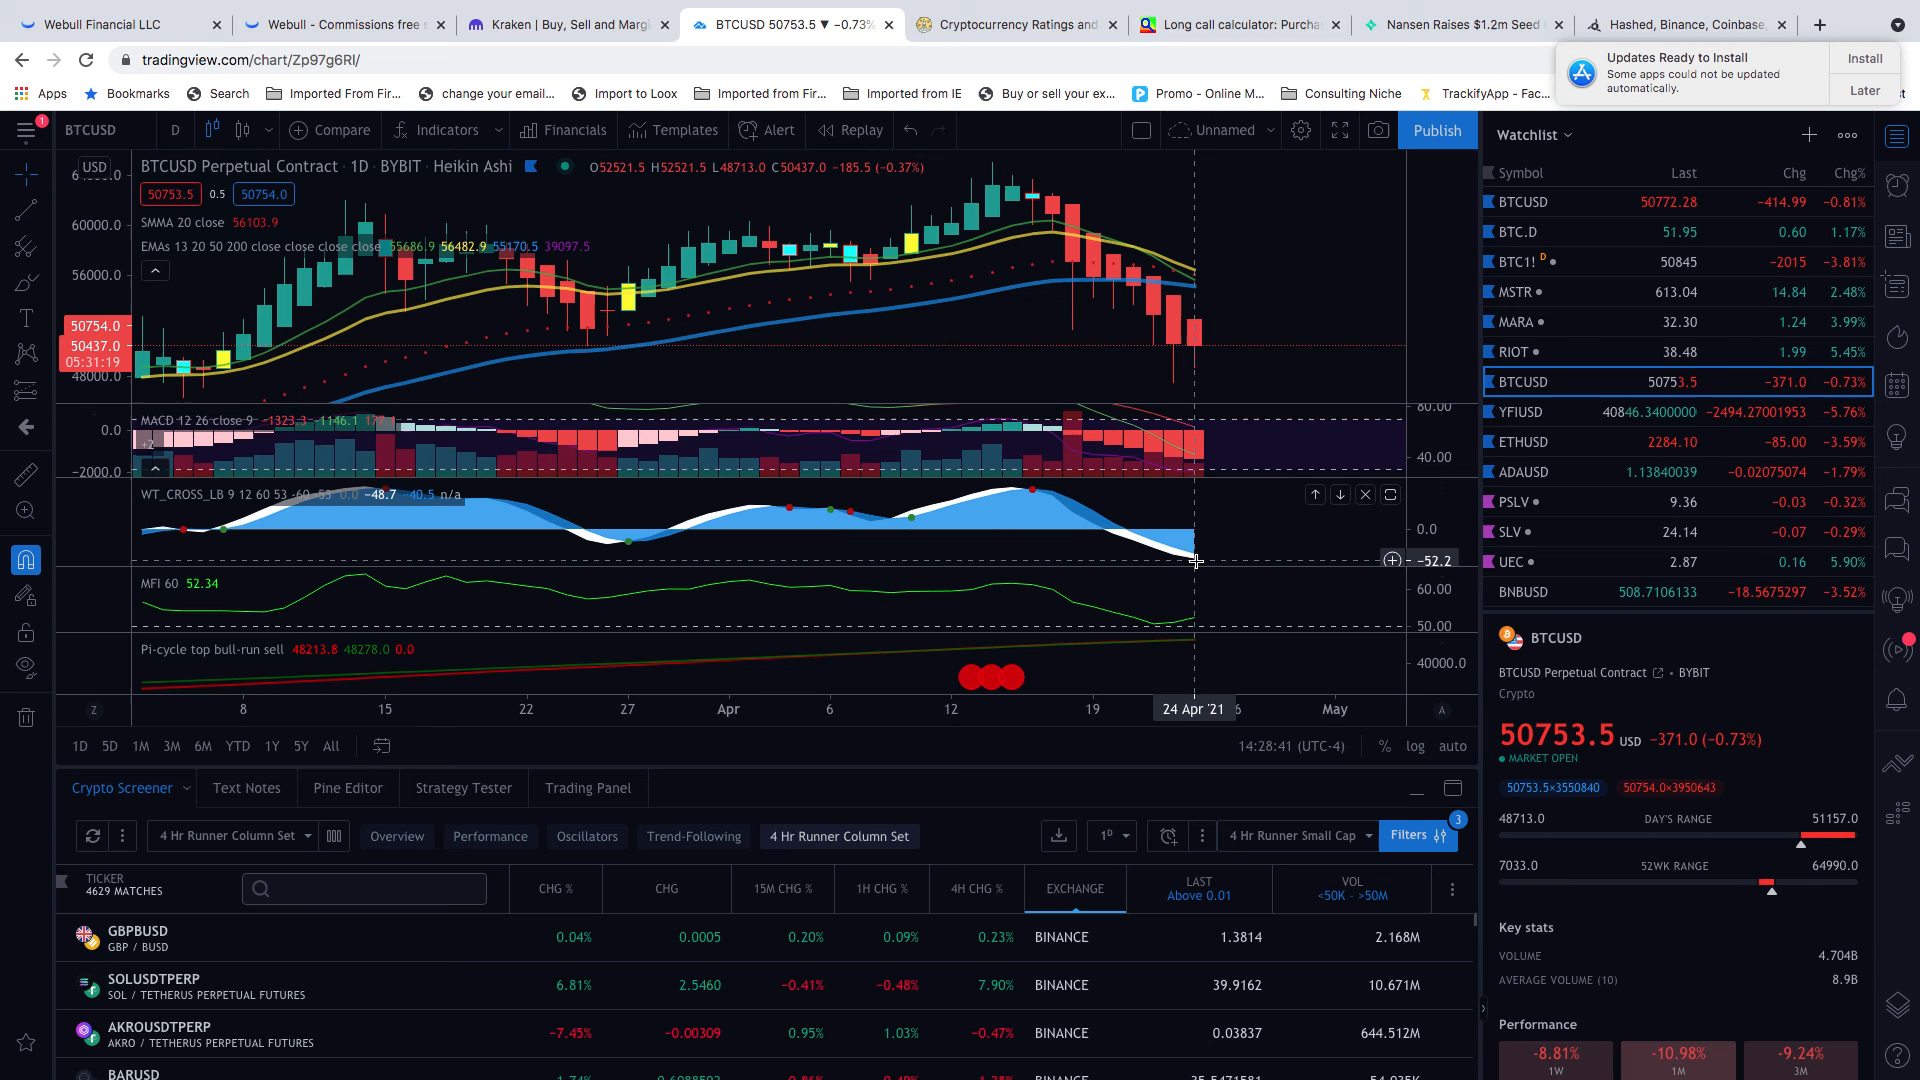 Webull Financial LLC
Webull - Commissions free s
Kraken | Buy, Sell and Margi
BTCUSD 50753.5 ▼ −0.73%
Cryptocurrency Ratings and
Long call calculator: Purcha
Nansen Raises $1.2m Seed
Hashed, Binance, Coinbase,
tradingview.com/chart/Zp97g6RI/
Updates Ready to Install
Some apps could not be updated
automatically.
Install
Later
Apps
Bookmarks
Search
Imported From Fir...
change your email...
Import to Loox
Imported from Fir...
Imported from IE
Buy or sell your ex...
Promo - Online M...
Consulting Niche
TrackifyApp - Fac...
1
BTCUSD
D
Compare
Indicators
Financials
Templates
Alert
Replay
Unnamed
Publish
USD
BTCUSD Perpetual Contract · 1D · BYBIT · Heikin Ashi
O52521.5 H52521.5 L48713.0 C50437.0 −185.5 (−0.37%)
50753.5 0.5 50754.0
SMMA 20 close 56103.9
EMAs 13 20 50 200 close close close close 55686.9 56482.9 55170.5 39097.5
60000.0
56000.0
50754.0
50437.0
05:31:19
48000.0
MACD 12 26 close 9 −1323.3 −1146.1
0.0
+2
−2000.0
80.00
40.00
WT_CROSS_LB 9 12 60 53 -60 -53 0.0 −48.7 −40.5 n/a
0.0
−52.2
MFI 60 52.34
60.00
50.00
Pi-cycle top bull-run sell 48213.8 48278.0 0.0
40000.0
Z
8
15
22
27
Apr
6
12
19
24 Apr '21
6
May
A
1D 5D 1M 3M 6M YTD 1Y 5Y All
14:28:41 (UTC-4)
% log auto
Crypto Screener
Text Notes
Pine Editor
Strategy Tester
Trading Panel
4 Hr Runner Column Set
Overview
Performance
Oscillators
Trend-Following
4 Hr Runner Column Set
1D
4 Hr Runner Small Cap
Filters
3
TICKER
4629 MATCHES
CHG %
CHG
15M CHG %
1H CHG %
4H CHG %
EXCHANGE
LAST
Above 0.01
VOL
<50K - >50M
GBPBUSD
GBP / BUSD
0.04% 0.0005 0.20% 0.09% 0.23% BINANCE 1.3814 2.168M
SOLUSDTPERP
SOL / TETHERUS PERPETUAL FUTURES
6.81% 2.5460 −0.41% −0.48% 7.90% BINANCE 39.9162 10.671M
AKROUSDTPERP
AKRO / TETHERUS PERPETUAL FUTURES
−7.45% −0.00309 0.95% 1.03% −0.47% BINANCE 0.03837 644.512M
BARUSD
Watchlist
Symbol Last Chg Chg%
BTCUSD 50772.28 −414.99 −0.81%
BTC.D 51.95 0.60 1.17%
BTC1! D 50845 −2015 −3.81%
MSTR 613.04 14.84 2.48%
MARA 32.30 1.24 3.99%
RIOT 38.48 1.99 5.45%
BTCUSD 50753.5 −371.0 −0.73%
YFIUSD 40846.3400000 −2494.27001953 −5.76%
ETHUSD 2284.10 −85.00 −3.59%
ADAUSD 1.13840039 −0.02075074 −1.79%
PSLV 9.36 −0.03 −0.32%
SLV 24.14 −0.07 −0.29%
UEC 2.87 0.16 5.90%
BNBUSD 508.7106133 −18.5675297 −3.52%
BTCUSD
BTCUSD Perpetual Contract • BYBIT
Crypto
50753.5 USD −371.0 (−0.73%)
MARKET OPEN
50753.5×3550840 50754.0×3950643
48713.0 DAY'S RANGE 51157.0
7033.0 52WK RANGE 64990.0
Key stats
VOLUME 4.704B
AVERAGE VOLUME (10) 8.9B
Performance
-8.81% -10.98% -9.24%
1W 1M 3M